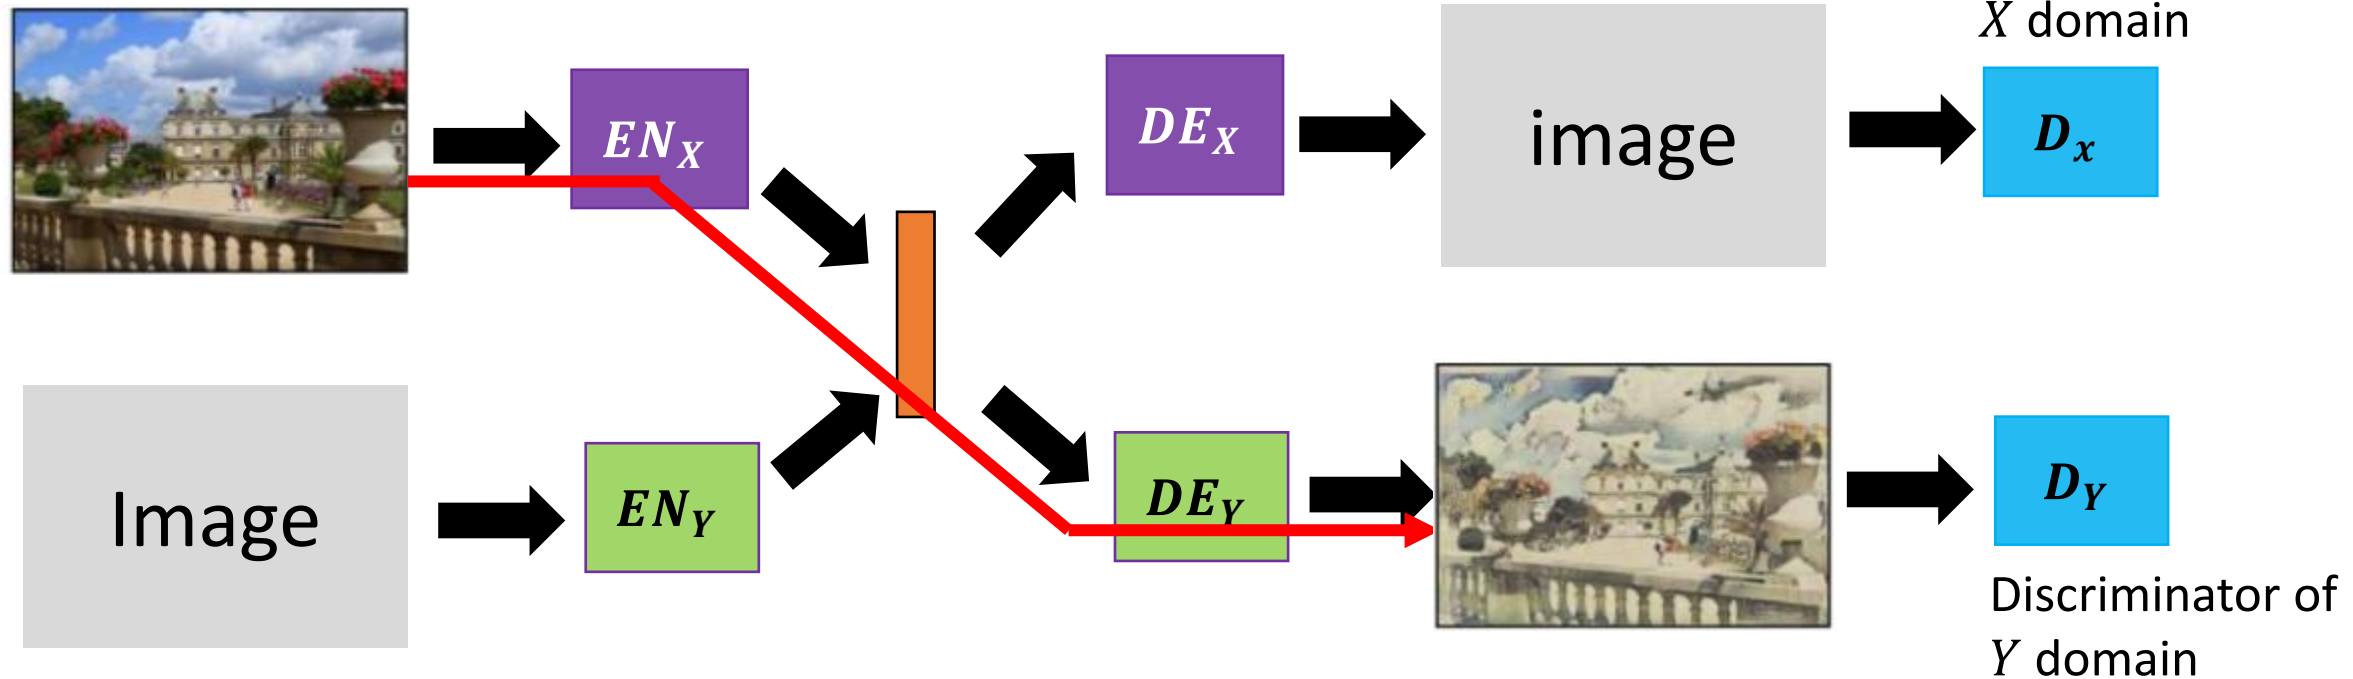 X domain
EN_X
DE_X
image
D_x
Image
EN_Y
DE_Y
D_Y
Discriminator of
Y domain